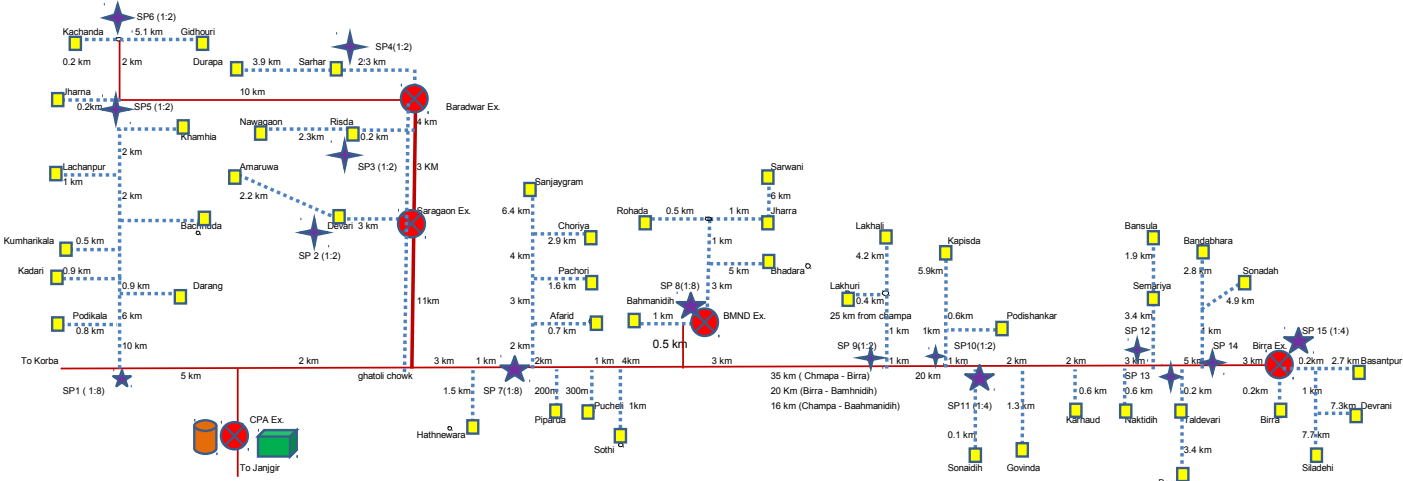 SP6 (1:2)
Kachanda
5.1 km
Gidhouri
0.2 km
2 km
Durapa
3.9 km
Sarhar
SP4(1:2)
2:3 km
10 km
Jharna
0.2km
SP5 (1:2)
Baradwar Ex.
Khamhia
Nawagaon
Risda
4 km
2.3km
0.2 km
2 km
SP3 (1:2)
3 KM
Lachanpur
1 km
Amaruwa
2.2 km
2 km
Bachhuda
Devari
3 km
Saragaon Ex.
SP 2 (1:2)
Kumharikala
0.5 km
Kadari
0.9 km
0.9 km
Darang
11km
Podikala
0.8 km
6 km
10 km
To Korba
5 km
2 km
SP1 ( 1:8)
ghatoli chowk
CPA Ex.
To Janjgir
3 km
1 km
1.5 km
Hathnewara
SP 7(1:8)
Sanjaygram
6.4 km
Choriya
2.9 km
4 km
Pachori
1.6 km
3 km
Afarid
0.7 km
2 km
2km
1 km
4km
200m
300m
Piparda
Pucheli
1km
Sothi
Sarwani
6 km
Rohada
0.5 km
1 km
Jharra
1 km
5 km
Bhadara
3 km
SP 8(1:8)
Bahmanidih
1 km
BMND Ex.
0.5 km
3 km
Lakhali
4.2 km
Lakhuri
0.4 km
25 km from champa
1 km
SP 9(1:2)
1 km
35 km ( Chmapa - Birra)
20 Km (Birra - Bamhnidih)
16 km (Champa - Baahmanidih)
Kapisda
5.9km
0.6km
Podishankar
1km
SP10(1:2)
1 km
20 km
SP11 (1:4)
0.1 km
Sonaidih
2 km
1.3 km
Govinda
2 km
0.6 km
Karhaud
Bansula
1.9 km
Semariya
3.4 km
SP 12
3 km
SP 13
0.6 km
Naktidih
Bandabhara
2.8 km
Sonadah
4.9 km
1 km
SP 14
5 km
0.2 km
Taldevari
3.4 km
3 km
Birra Ex.
SP 15 (1:4)
0.2km
2.7 km
Basantpur
0.2km
Birra
1 km
7.3km
Devrani
7.7 km
Siladehi